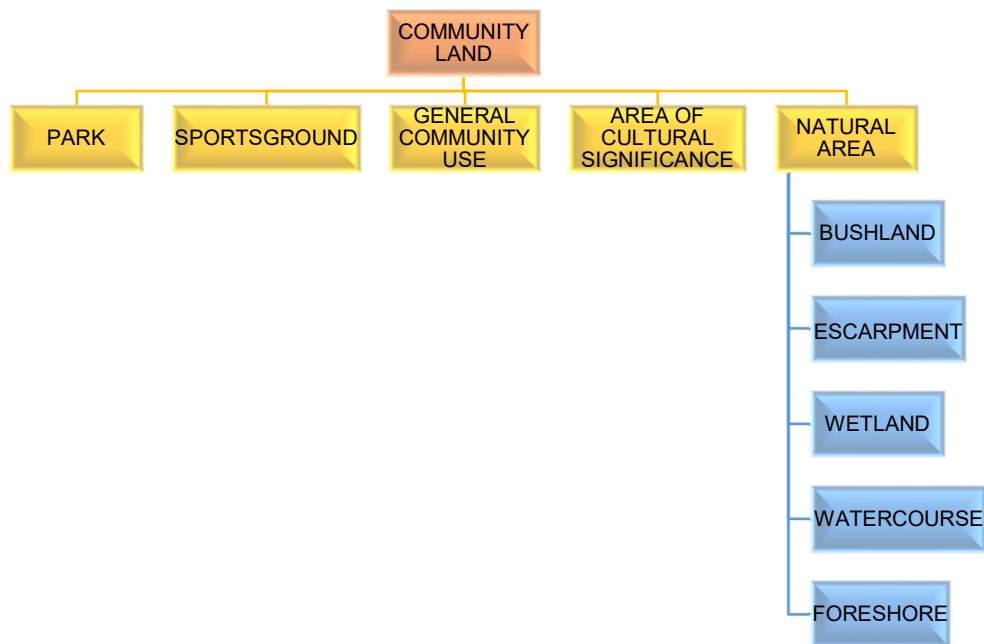 COMMUNITY
LAND
PARK
SPORTSGROUND
GENERAL
COMMUNITY
USE
AREA OF
CULTURAL
SIGNIFICANCE
NATURAL
AREA
BUSHLAND
ESCARPMENT
WETLAND
WATERCOURSE
FORESHORE